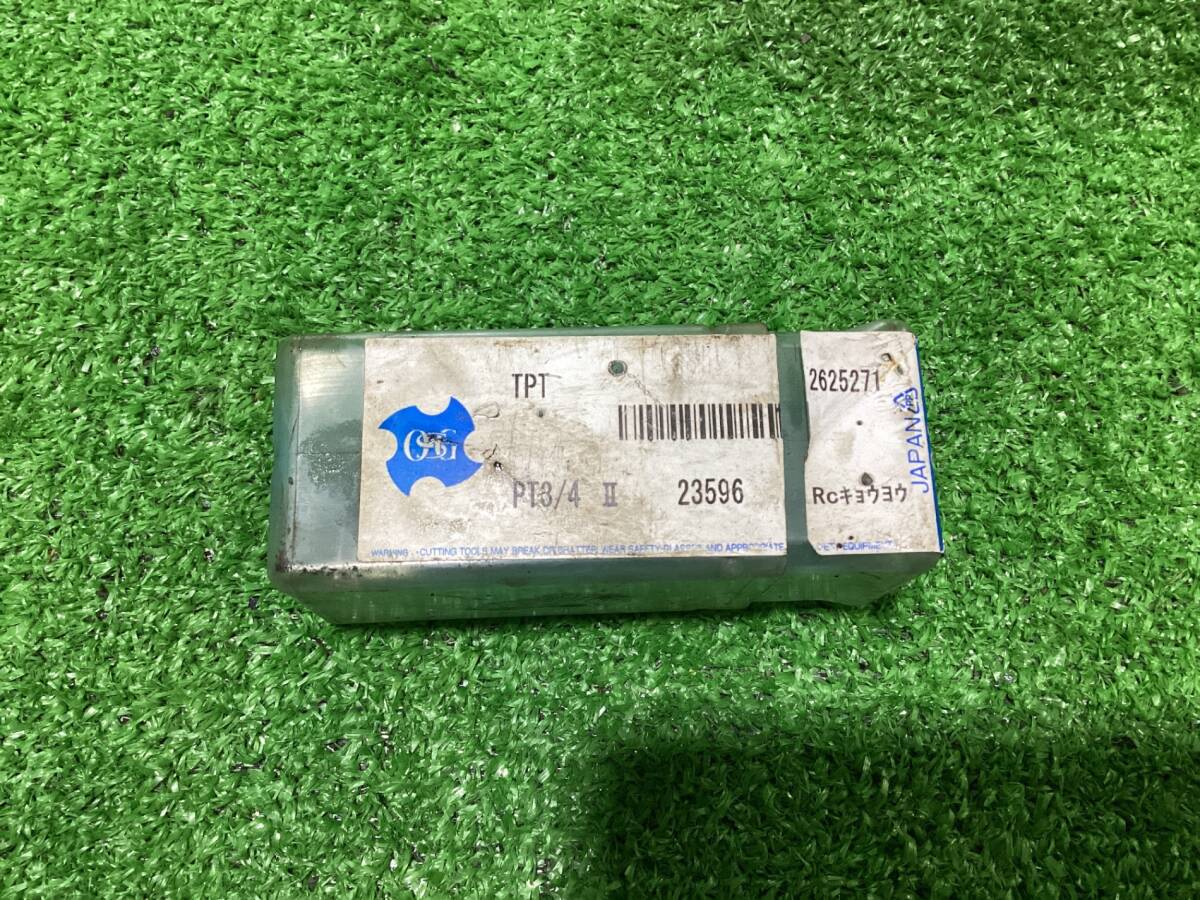 TPT
2625271
OSG
PT3/4 II
23596
Rcキョウヨウ
JAPAN
WARNING : CUTTING TOOLS MAY BREAK OR SHATTER, WEAR SAFETY GLASSES AND APPROPRIATE EQUIPMENT